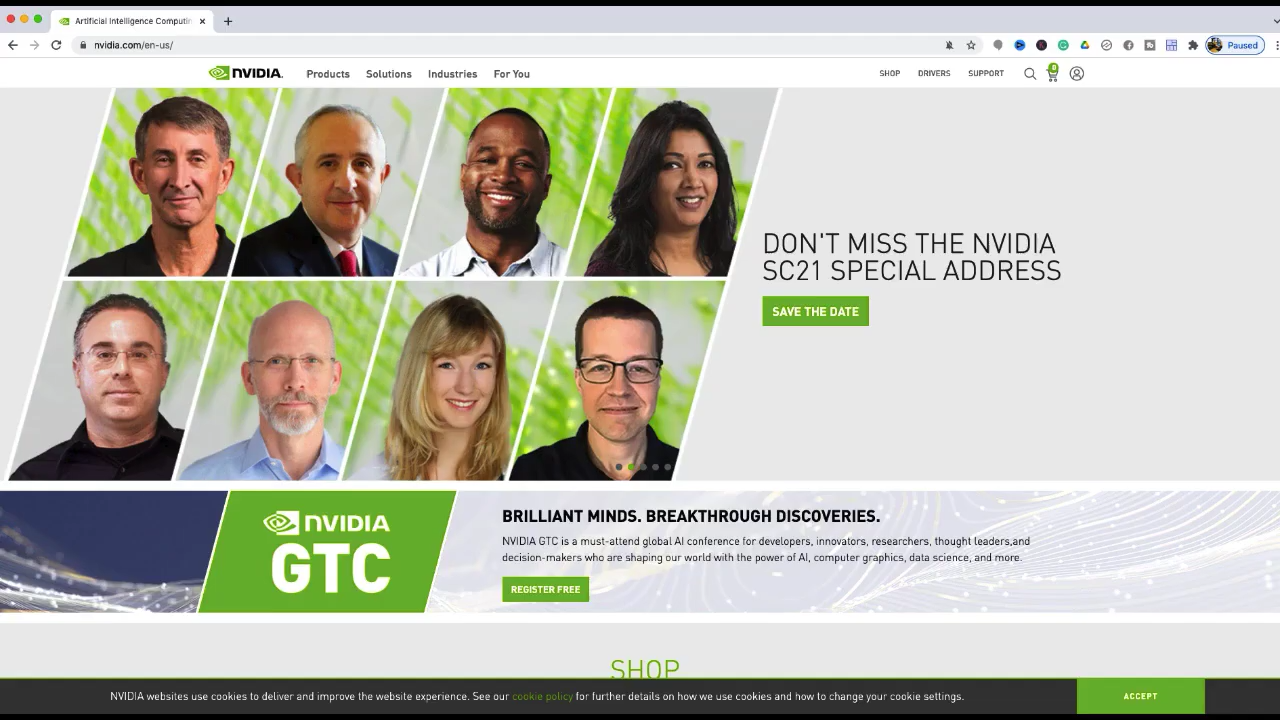 Artificial Intelligence Computin
nvidia.com/en-us/
Paused
NVIDIA.
Products
Solutions
Industries
For You
SHOP
DRIVERS
SUPPORT
0
DON'T MISS THE NVIDIA
SC21 SPECIAL ADDRESS
SAVE THE DATE
NVIDIA
GTC
BRILLIANT MINDS. BREAKTHROUGH DISCOVERIES.
NVIDIA GTC is a must-attend global AI conference for developers, innovators, researchers, thought leaders,and
decision-makers who are shaping our world with the power of AI, computer graphics, data science, and more.
REGISTER FREE
SHOP
NVIDIA websites use cookies to deliver and improve the website experience. See our cookie policy for further details on how we use cookies and how to change your cookie settings.
ACCEPT